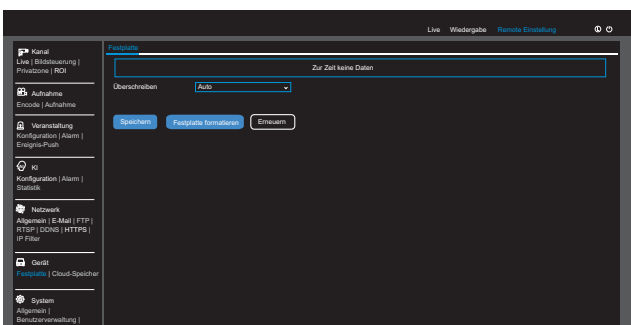 Live Wiedergabe Remote Einstellung
Kanal
Live | Bildsteuerung |
Privatzone | ROI
Aufnahme
Encode | Aufnahme
Veranstaltung
Konfiguration | Alarm |
Ereignis-Push
KI
Konfiguration | Alarm |
Statistik
Netzwerk
Allgemein | E-Mail | FTP |
RTSP | DDNS | HTTPS |
IP Filter
Gerät
Festplatte | Cloud-Speicher
System
Allgemein |
Benutzerverwaltung |
Festplatte
Zur Zeit keine Daten
Überschreiben Auto
Speichern Festplatte formatieren Erneuern